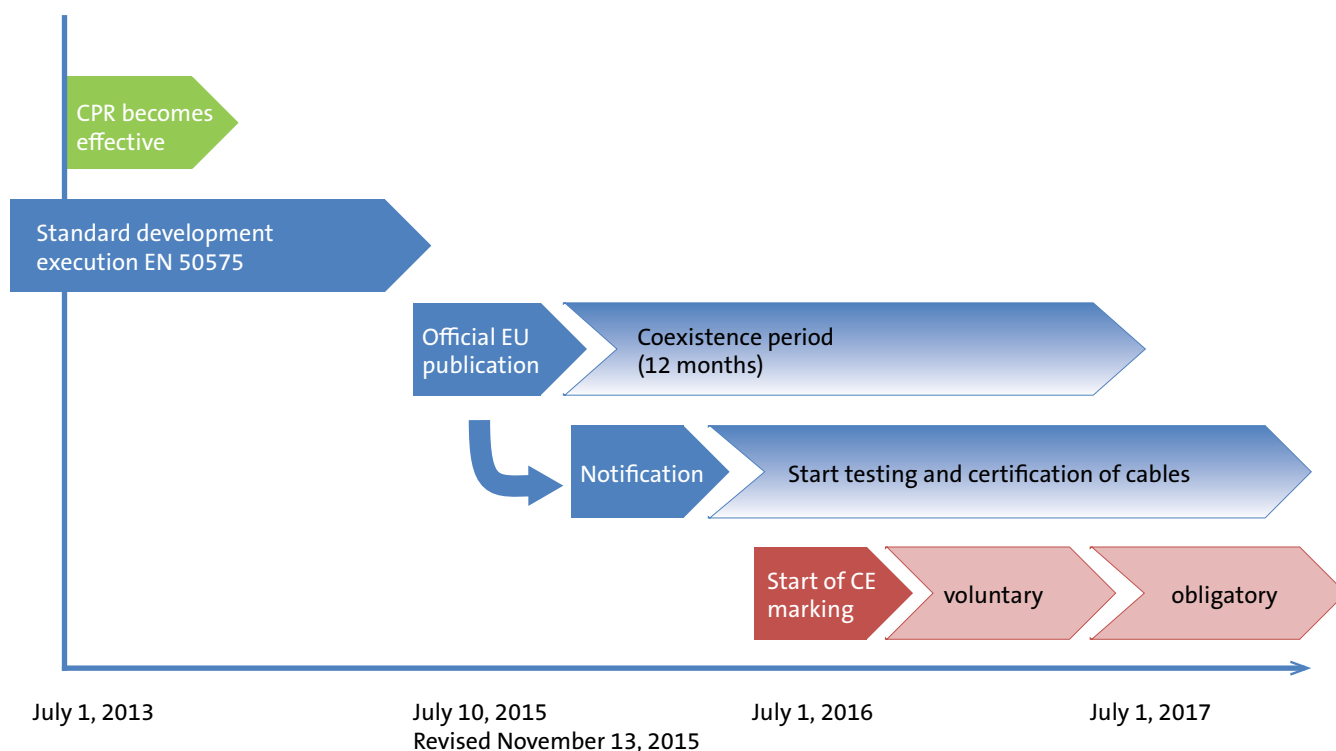 CPR becomes
effective
Standard development
execution EN 50575
Official EU
publication
Coexistence period
(12 months)
Notification
Start testing and certification of cables
Start of CE
marking
voluntary
obligatory
July 1, 2013
July 10, 2015
Revised November 13, 2015
July 1, 2016
July 1, 2017